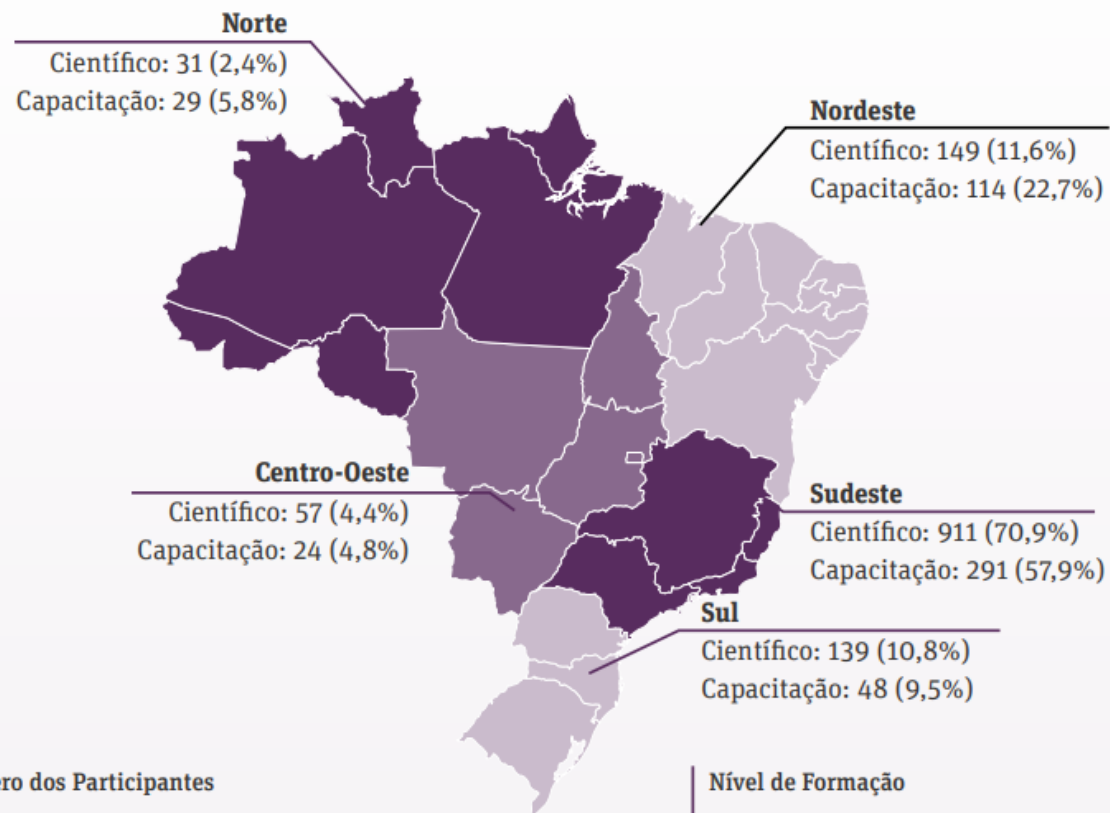 Norte
Científico: 31 (2,4%)
Capacitação: 29 (5,8%)
Nordeste
Científico: 149 (11,6%)
Capacitação: 114 (22,7%)
Centro-Oeste
Científico: 57 (4,4%)
Capacitação: 24 (4,8%)
Sudeste
Científico: 911 (70,9%)
Capacitação: 291 (57,9%)
Sul
Científico: 139 (10,8%)
Capacitação: 48 (9,5%)
ero dos Participantes
Nível de Formação